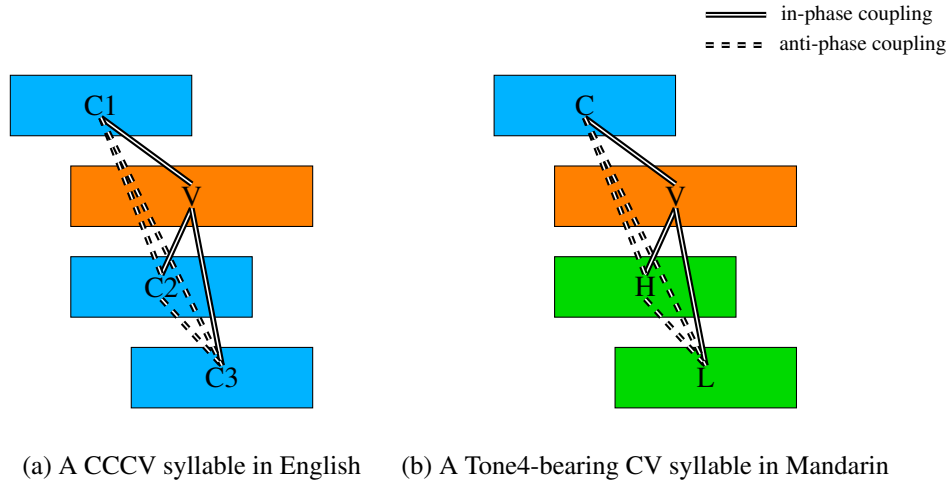 in-phase coupling
anti-phase coupling
C1
V
C2
C3
C
V
H
L
(a) A CCCV syllable in English
(b) A Tone4-bearing CV syllable in Mandarin